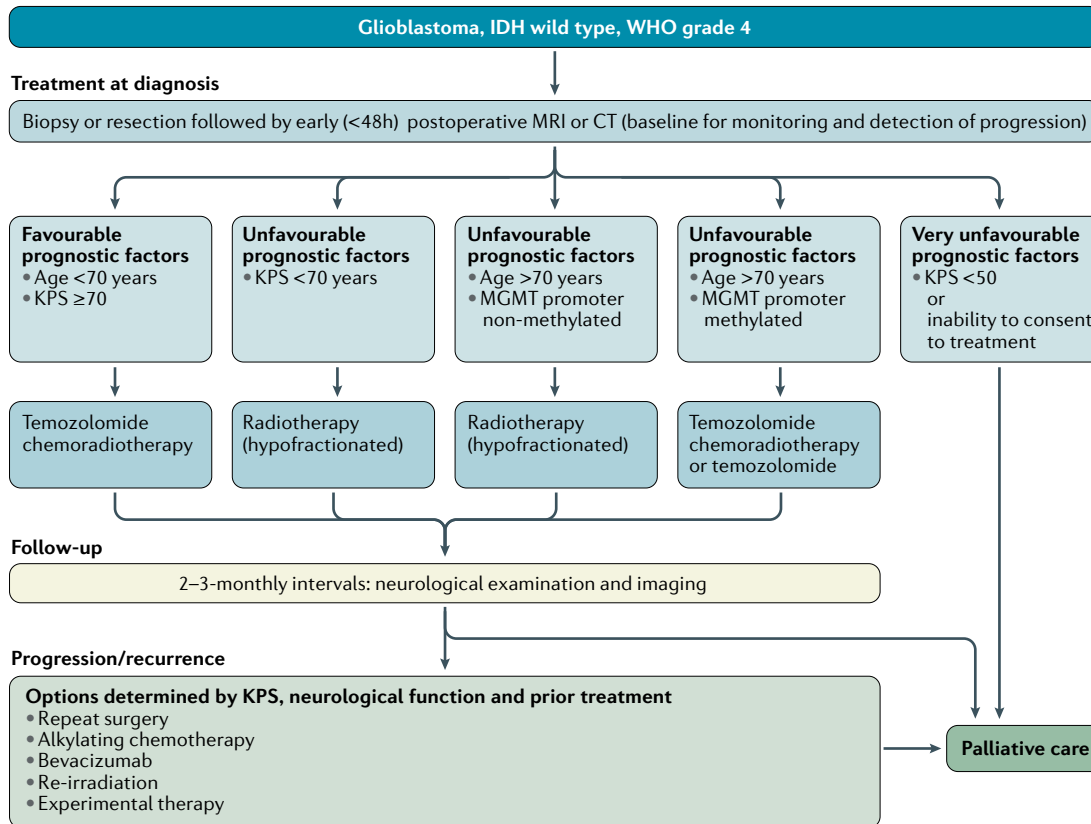 Glioblastoma, IDH wild type, WHO grade 4
Treatment at diagnosis
Biopsy or resection followed by early (<48h) postoperative MRI or CT (baseline for monitoring and detection of progression)
Favourable
prognostic factors
• Age <70 years
• KPS ≥70
Unfavourable
prognostic factors
• KPS <70 years
Unfavourable
prognostic factors
• Age >70 years
• MGMT promoter
non-methylated
Unfavourable
prognostic factors
• Age >70 years
• MGMT promoter
methylated
Very unfavourable
prognostic factors
• KPS <50
or
inability to consent
to treatment
Temozolomide
chemoradiotherapy
Radiotherapy
(hypofractionated)
Radiotherapy
(hypofractionated)
Temozolomide
chemoradiotherapy
or temozolomide
Follow-up
2–3-monthly intervals: neurological examination and imaging
Progression/recurrence
Options determined by KPS, neurological function and prior treatment
• Repeat surgery
• Alkylating chemotherapy
• Bevacizumab
• Re-irradiation
• Experimental therapy
Palliative care